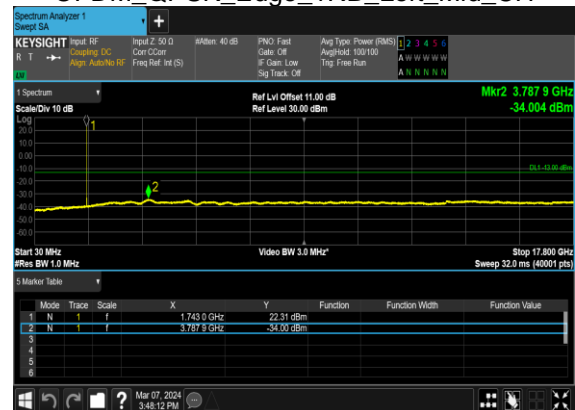 Spectrum Analyzer 1
Swept SA
KEYSIGHT
R T
LV
Input: RF
Coupling: DC
Align: Auto/No RF
Input Z: 50 Ω
Corr CCorr
Freq Ref: Int (S)
#Atten: 40 dB
PNO: Fast
Gate: Off
IF Gain: Low
Sig Track: Off
Avg Type: Power (RMS)
Avg|Hold: 100/100
Trig: Free Run
1 2 3 4 5 6
A W W W W W
A N N N N N
1 Spectrum
Scale/Div 10 dB
Ref Lvl Offset 11.00 dB
Ref Level 30.00 dBm
Mkr2 3.787 9 GHz
-34.004 dBm
Log
20.0
10.0
0.00
-10.0
-20.0
-30.0
-40.0
-50.0
-60.0
1
2
DL1 -13.00 dBm
Start 30 MHz
#Res BW 1.0 MHz
Video BW 3.0 MHz*
Stop 17.800 GHz
Sweep 32.0 ms (40001 pts)
5 Marker Table
Mode Trace Scale X Y Function Function Width Function Value
1 N 1 f 1.743 0 GHz 22.31 dBm
2 N 1 f 3.787 9 GHz -34.00 dBm
3
4
5
6
?
Mar 07, 2024
3:48:12 PM